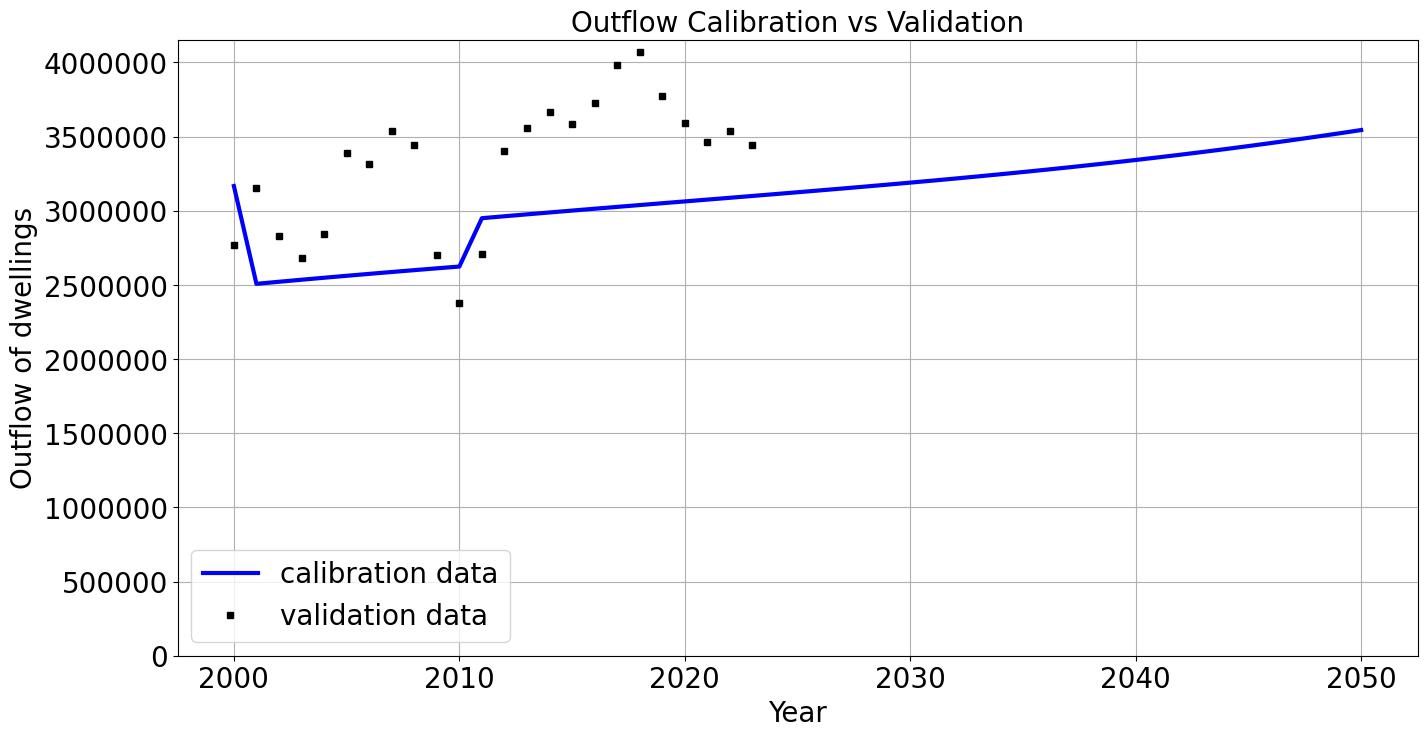 Outflow Calibration vs Validation
Outflow of dwellings
4000000
3500000
3000000
2500000
2000000
1500000
1000000
500000
0
calibration data
validation data
2000 2010 2020 2030 2040 2050
Year